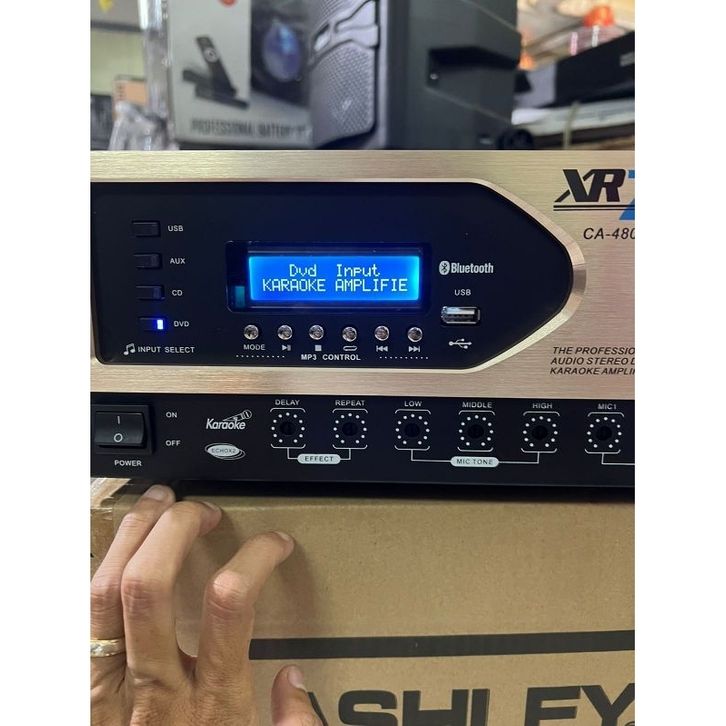 PROFESSIONAL BATTERY
XR
CA-480
USB
AUX
CD
DVD
INPUT SELECT
Dvd Input
KARAOKE AMPLIFIE
Bluetooth
USB
MODE
MP3 CONTROL
THE PROFESSION
AUDIO STEREO D
KARAOKE AMPLI
ON
OFF
POWER
Karaoke
ECHOX2
DELAY
REPEAT
EFFECT
LOW
MIDDLE
HIGH
MIC TONE
MIC1
ASHLEY